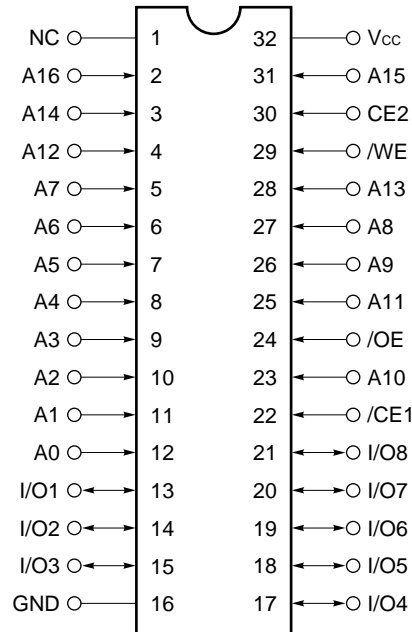 NC 1 32 Vcc
A16 2 31 A15
A14 3 30 CE2
A12 4 29 /WE
A7 5 28 A13
A6 6 27 A8
A5 7 26 A9
A4 8 25 A11
A3 9 24 /OE
A2 10 23 A10
A1 11 22 /CE1
A0 12 21 I/O8
I/O1 13 20 I/O7
I/O2 14 19 I/O6
I/O3 15 18 I/O5
GND 16 17 I/O4